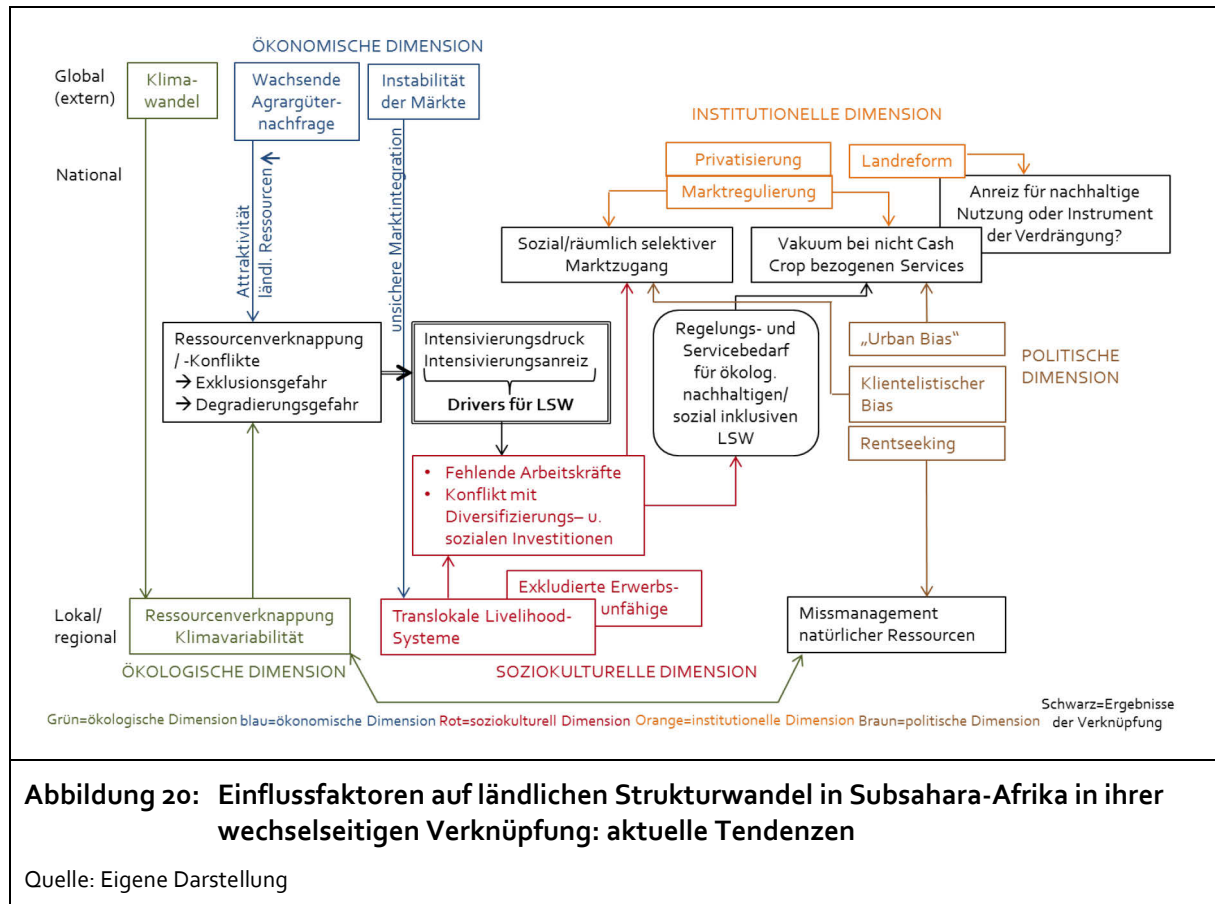 ÖKONOMISCHE DIMENSION
Global
(extern)
Klima-
wandel
Wachsende
Agrargüter-
nachfrage
Instabilität
der Märkte
INSTITUTIONELLE DIMENSION
National
Privatisierung
Marktregulierung
Landreform
Anreiz für nachhaltige
Nutzung oder Instrument
der Verdrängung?
Attraktivität
ländl. Ressourcen
unsichere Marktintegration
Sozial/räumlich selektiver
Marktzugang
Vakuum bei nicht Cash
Crop bezogenen Services
Ressourcenverknappung
/ -Konflikte
→ Exklusionsgefahr
→ Degradierungsgefahr
Intensivierungsdruck
Intensivierungsanreiz
Drivers für LSW
Regelungs- und
Servicebedarf
für ökolog.
nachhaltigen/
sozial inklusiven
LSW
„Urban Bias“
Klientelistischer
Bias
Rentseeking
POLITISCHE
DIMENSION
• Fehlende Arbeitskräfte
• Konflikt mit
Diversifizierungs– u.
sozialen Investitionen
Exkludierte Erwerbs-
unfähige
Lokal/
regional
Ressourcenverknappung
Klimavariabilität
Translokale Livelihood-
Systeme
Missmanagement
natürlicher Ressourcen
ÖKOLOGISCHE DIMENSION
SOZIOKULTURELLE DIMENSION
Grün=ökologische Dimension blau=ökonomische Dimension Rot=soziokulturell Dimension Orange=institutionelle Dimension Braun=politische Dimension
Schwarz=Ergebnisse
der Verknüpfung
Abbildung 20: Einflussfaktoren auf ländlichen Strukturwandel in Subsahara-Afrika in ihrer
wechselseitigen Verknüpfung: aktuelle Tendenzen
Quelle: Eigene Darstellung